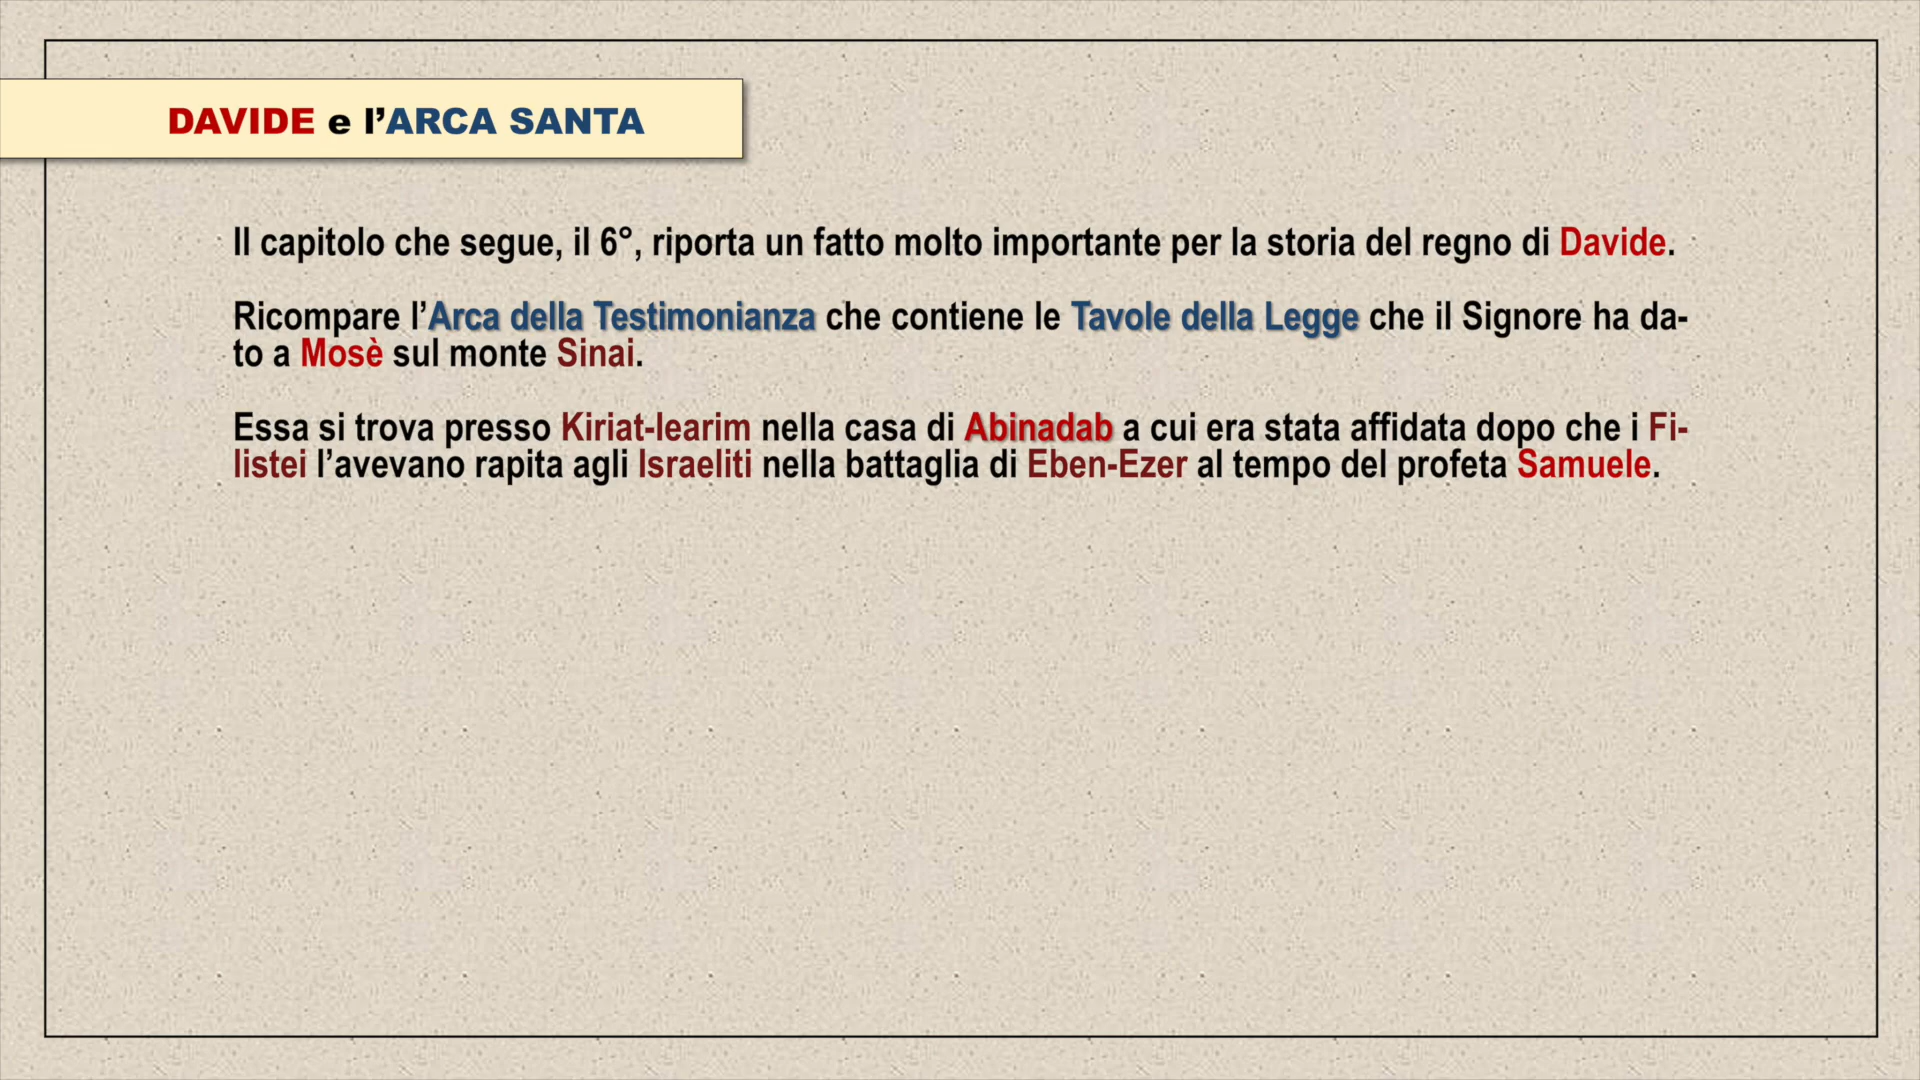 DAVIDE e l’ARCA SANTA
Il capitolo che segue, il 6°, riporta un fatto molto importante per la storia del regno di Davide.
Ricompare l’Arca della Testimonianza che contiene le Tavole della Legge che il Signore ha da-
to a Mosè sul monte Sinai.
Essa si trova presso Kiriat-Iearim nella casa di Abinadab a cui era stata affidata dopo che i Fi-
listei l’avevano rapita agli Israeliti nella battaglia di Eben-Ezer al tempo del profeta Samuele.